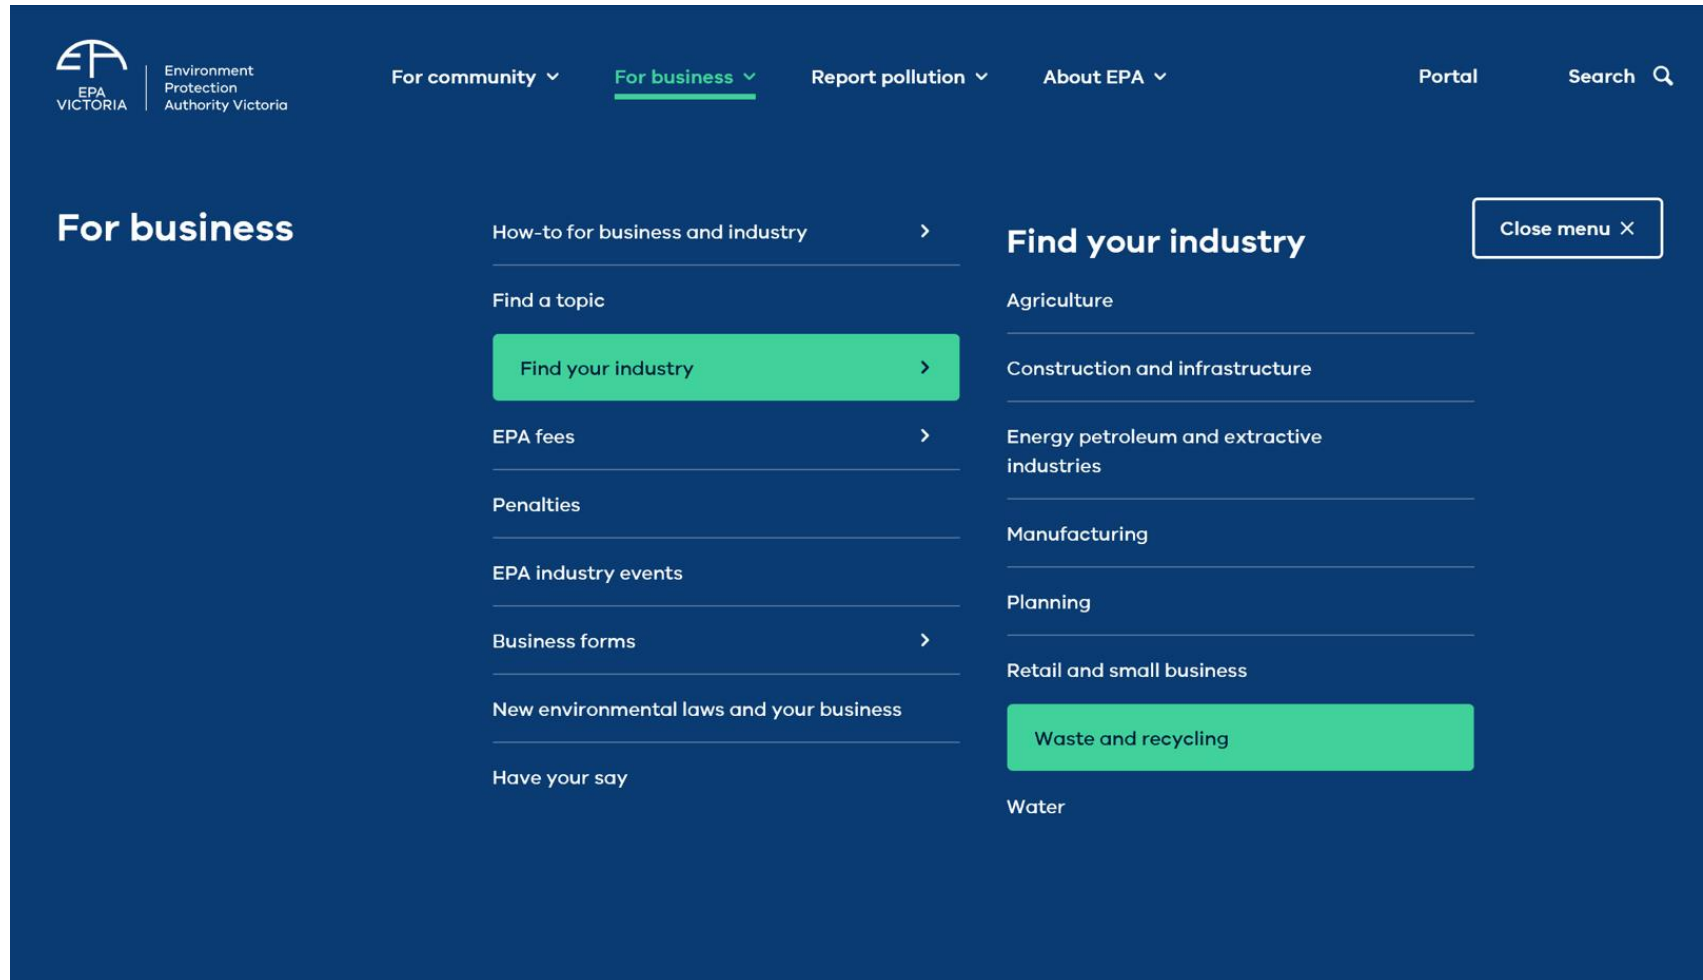 EPA
VICTORIA
Environment
Protection
Authority Victoria
For community
For business
Report pollution
About EPA
Portal
Search
For business
How-to for business and industry
Find a topic
Find your industry
EPA fees
Penalties
EPA industry events
Business forms
New environmental laws and your business
Have your say
Find your industry
Agriculture
Construction and infrastructure
Energy petroleum and extractive
industries
Manufacturing
Planning
Retail and small business
Waste and recycling
Water
Close menu ×